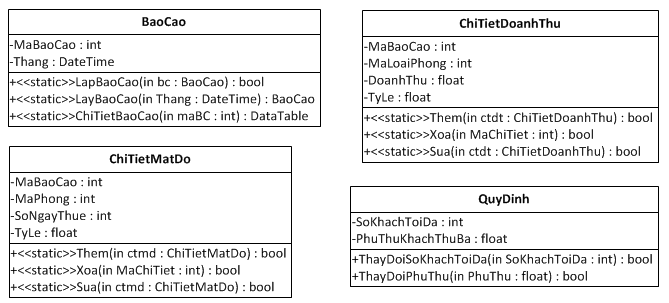 BaoCao
-MaBaoCao : int
-Thang : DateTime
+<<static>>LapBaoCao(in bc : BaoCao) : bool
+<<static>>LayBaoCao(in Thang : DateTime) : BaoCao
+<<static>>ChiTietBaoCao(in maBC : int) : DataTable
ChiTietDoanhThu
-MaBaoCao : int
-MaLoaiPhong : int
-DoanhThu : float
-TyLe : float
+<<static>>Them(in ctdt : ChiTietDoanhThu) : bool
+<<static>>Xoa(in MaChiTiet : int) : bool
+<<static>>Sua(in ctdt : ChiTietDoanhThu) : bool
ChiTietMatDo
-MaBaoCao : int
-MaPhong : int
-SoNgayThue : int
-TyLe : float
+<<static>>Them(in ctmd : ChiTietMatDo) : bool
+<<static>>Xoa(in MaChiTiet : int) : bool
+<<static>>Sua(in ctmd : ChiTietMatDo) : bool
QuyDinh
-SoKhachToiDa : int
-PhuThuKhachThuBa : float
+ThayDoiSoKhachToiDa(in SoKhachToiDa : int) : bool
+ThayDoiPhuThu(in PhuThu : float) : bool